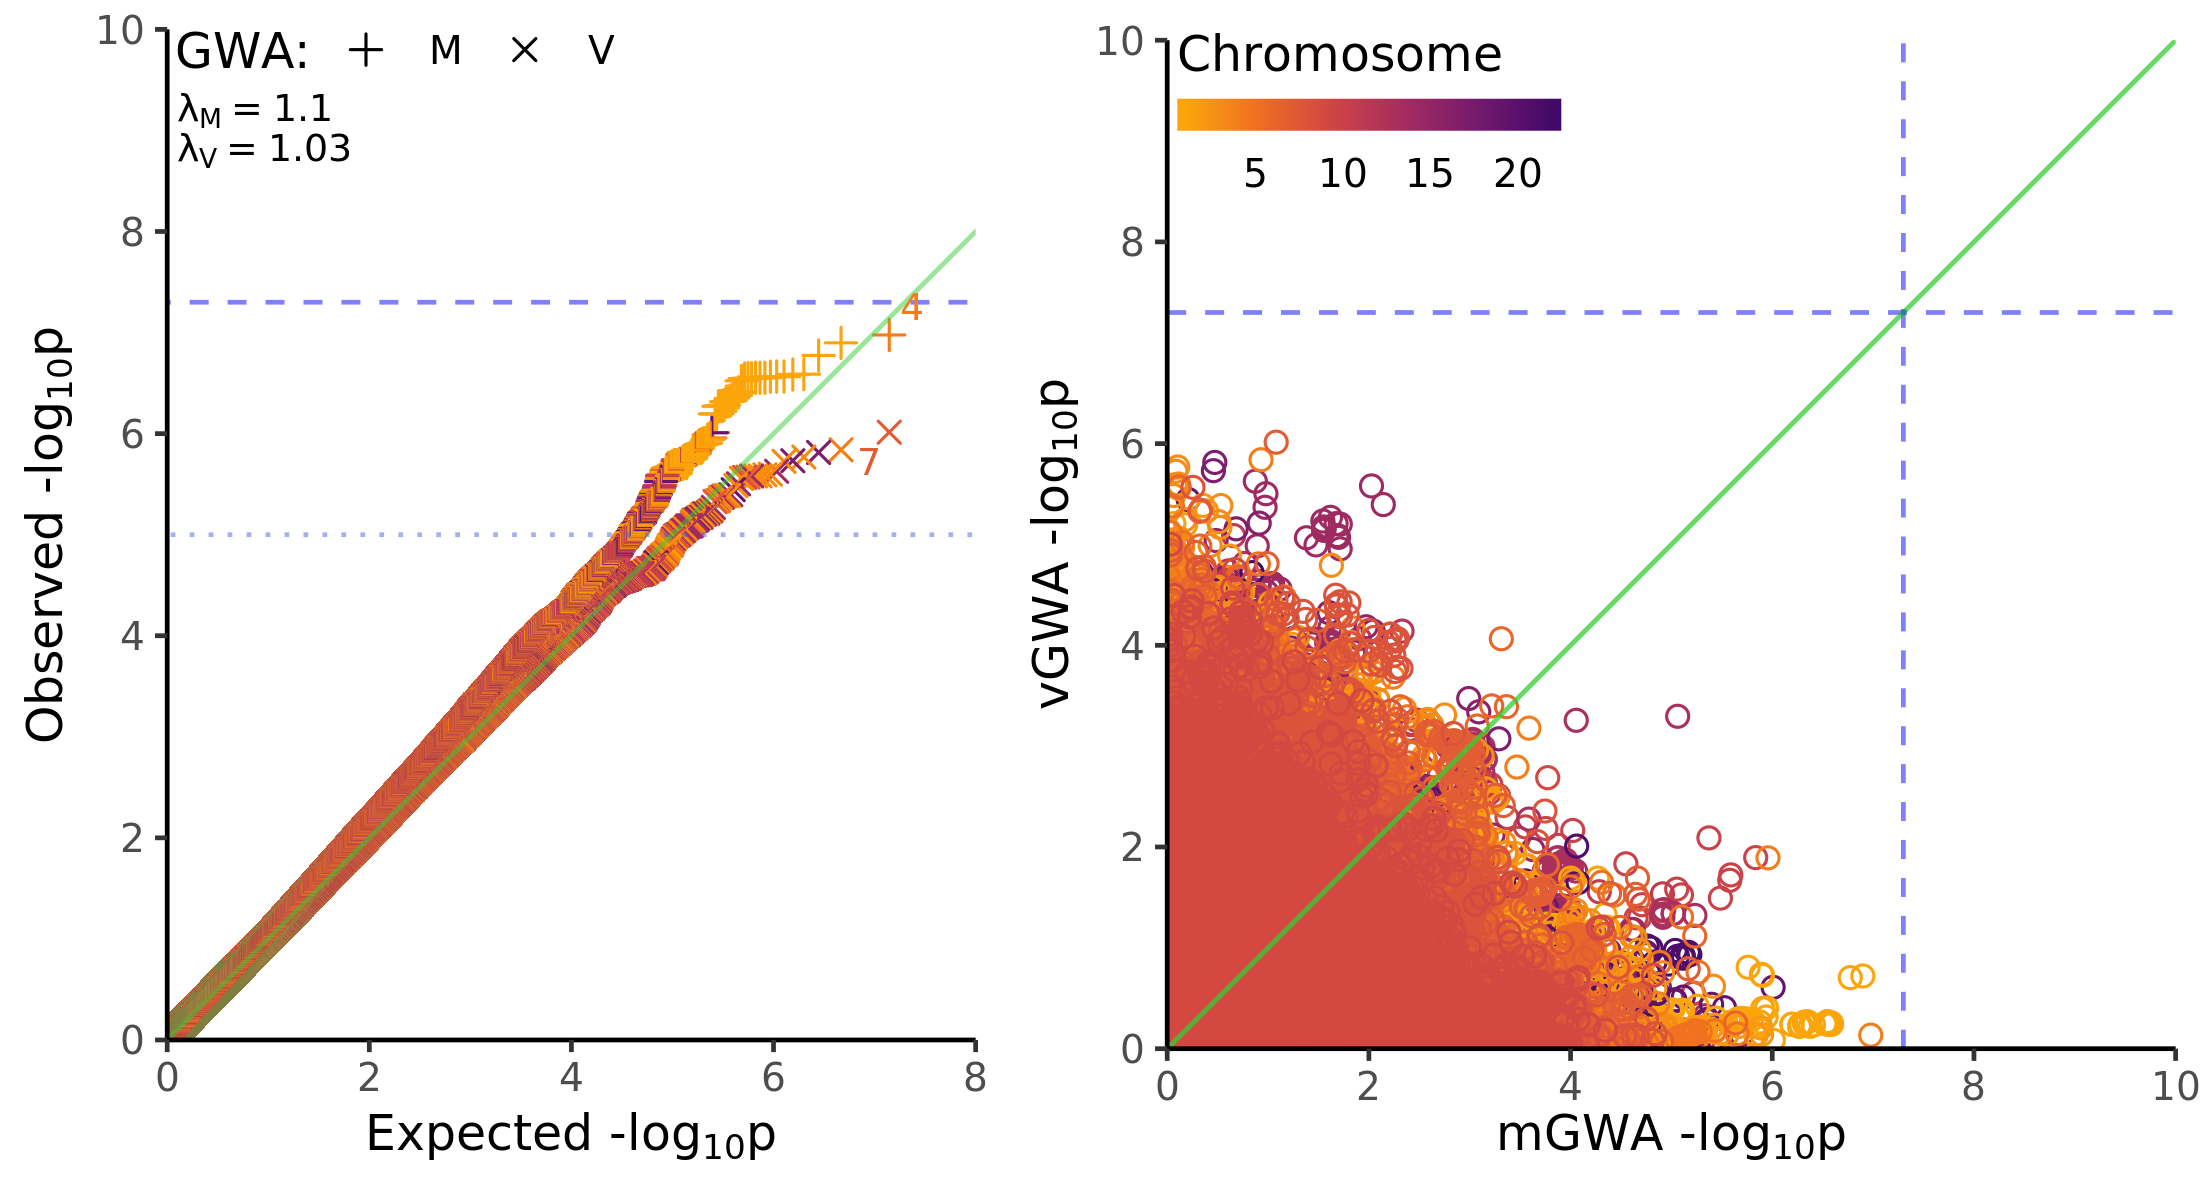 10
GWA: + M × V
λM = 1.1
λV = 1.03
8
6
4
2
0
4
7
0 2 4 6 8
Expected -log10p
Observed -log10p
10
Chromosome
5 10 15 20
8
6
4
2
0
0 2 4 6 8 10
mGWA -log10p
vGWA -log10p